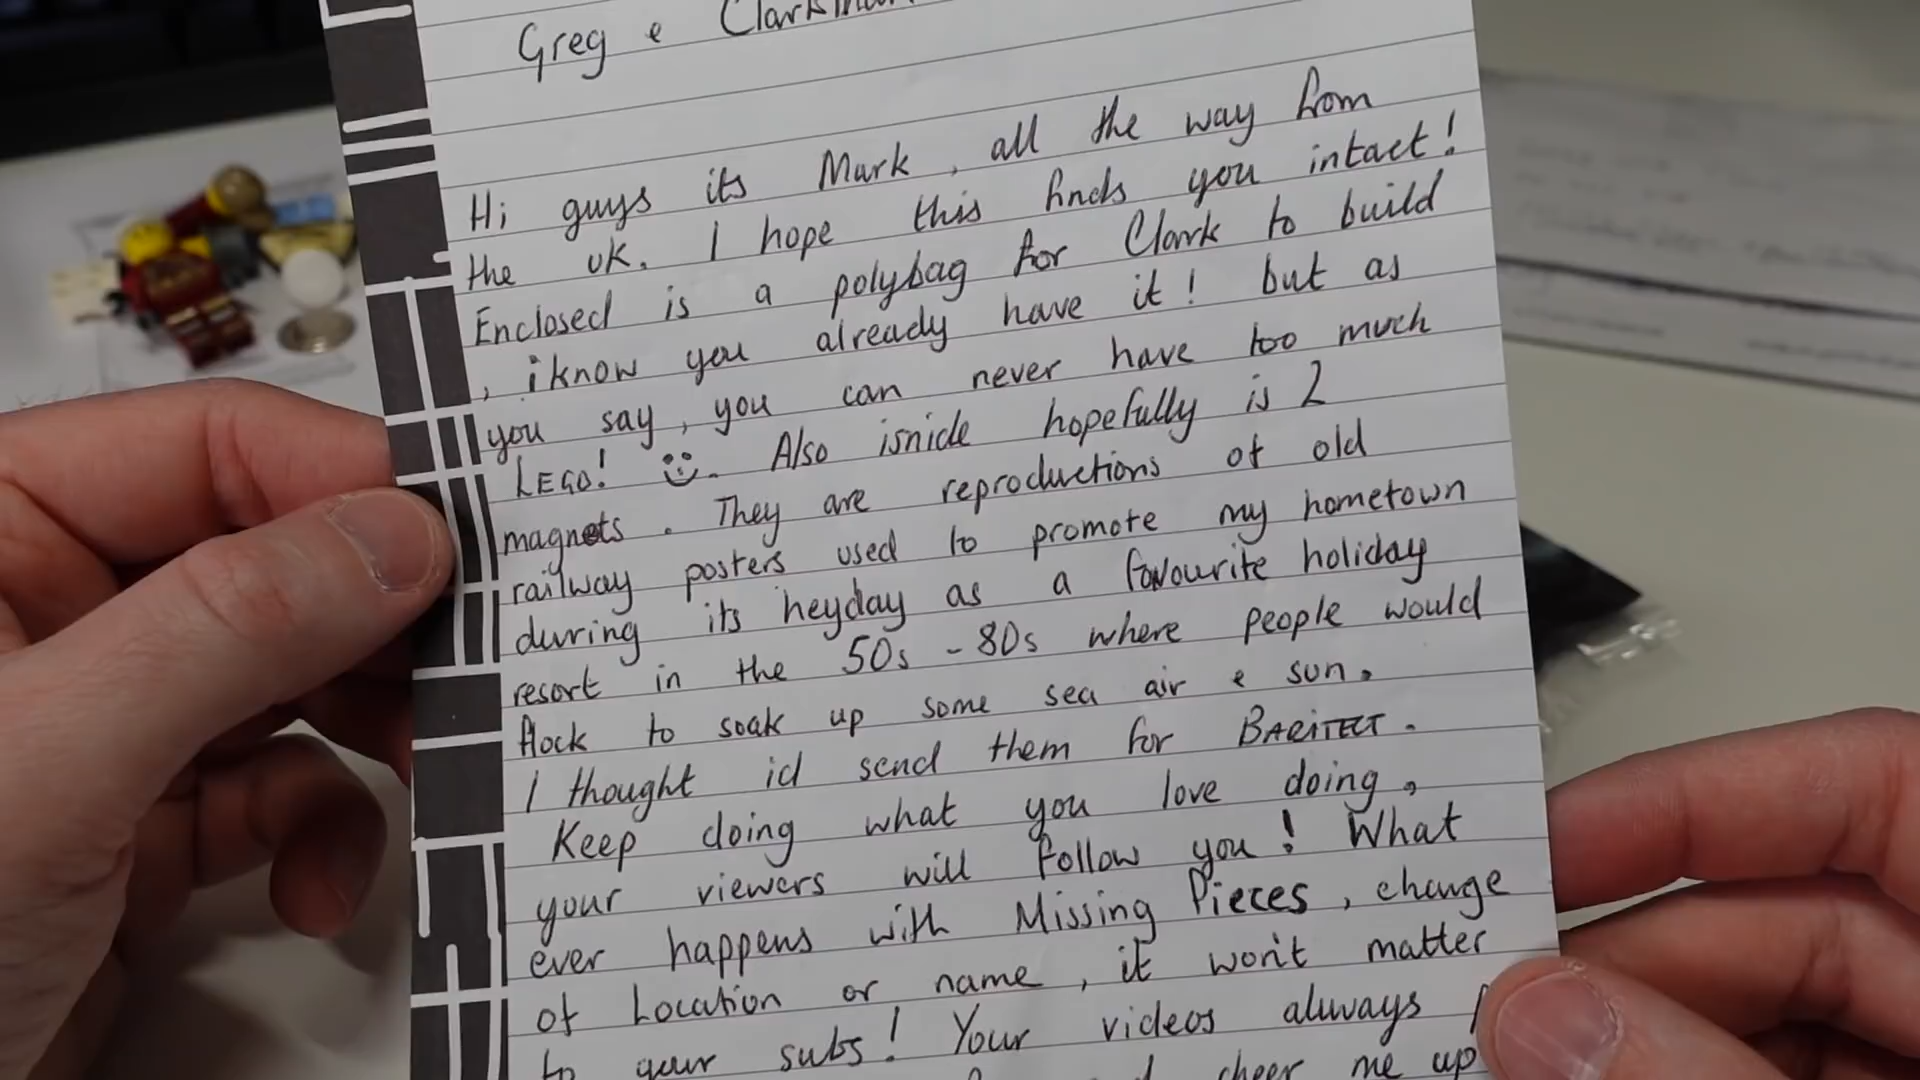 Greg &
Hi guys its Mark, all the way from
the uk. I hope this finds you intact!
Enclosed is a polybag for Clark to build
, i know you already have it! but as
you say, you can never have too much
LEGO! Also isnide hopefully is 2
magnets. They are reproductions of old
railway posters used to promote my hometown
during its heyday as a favourite holiday
resort in the 50s - 80s where people would
flock to soak up some sea air & sun.
I thought id send them for BARITECT.
Keep doing what you love doing,
your viewers will follow you! What
ever happens with Missing Pieces, change
of location or name, it won't matter
to your subs! Your videos always
cheer me up